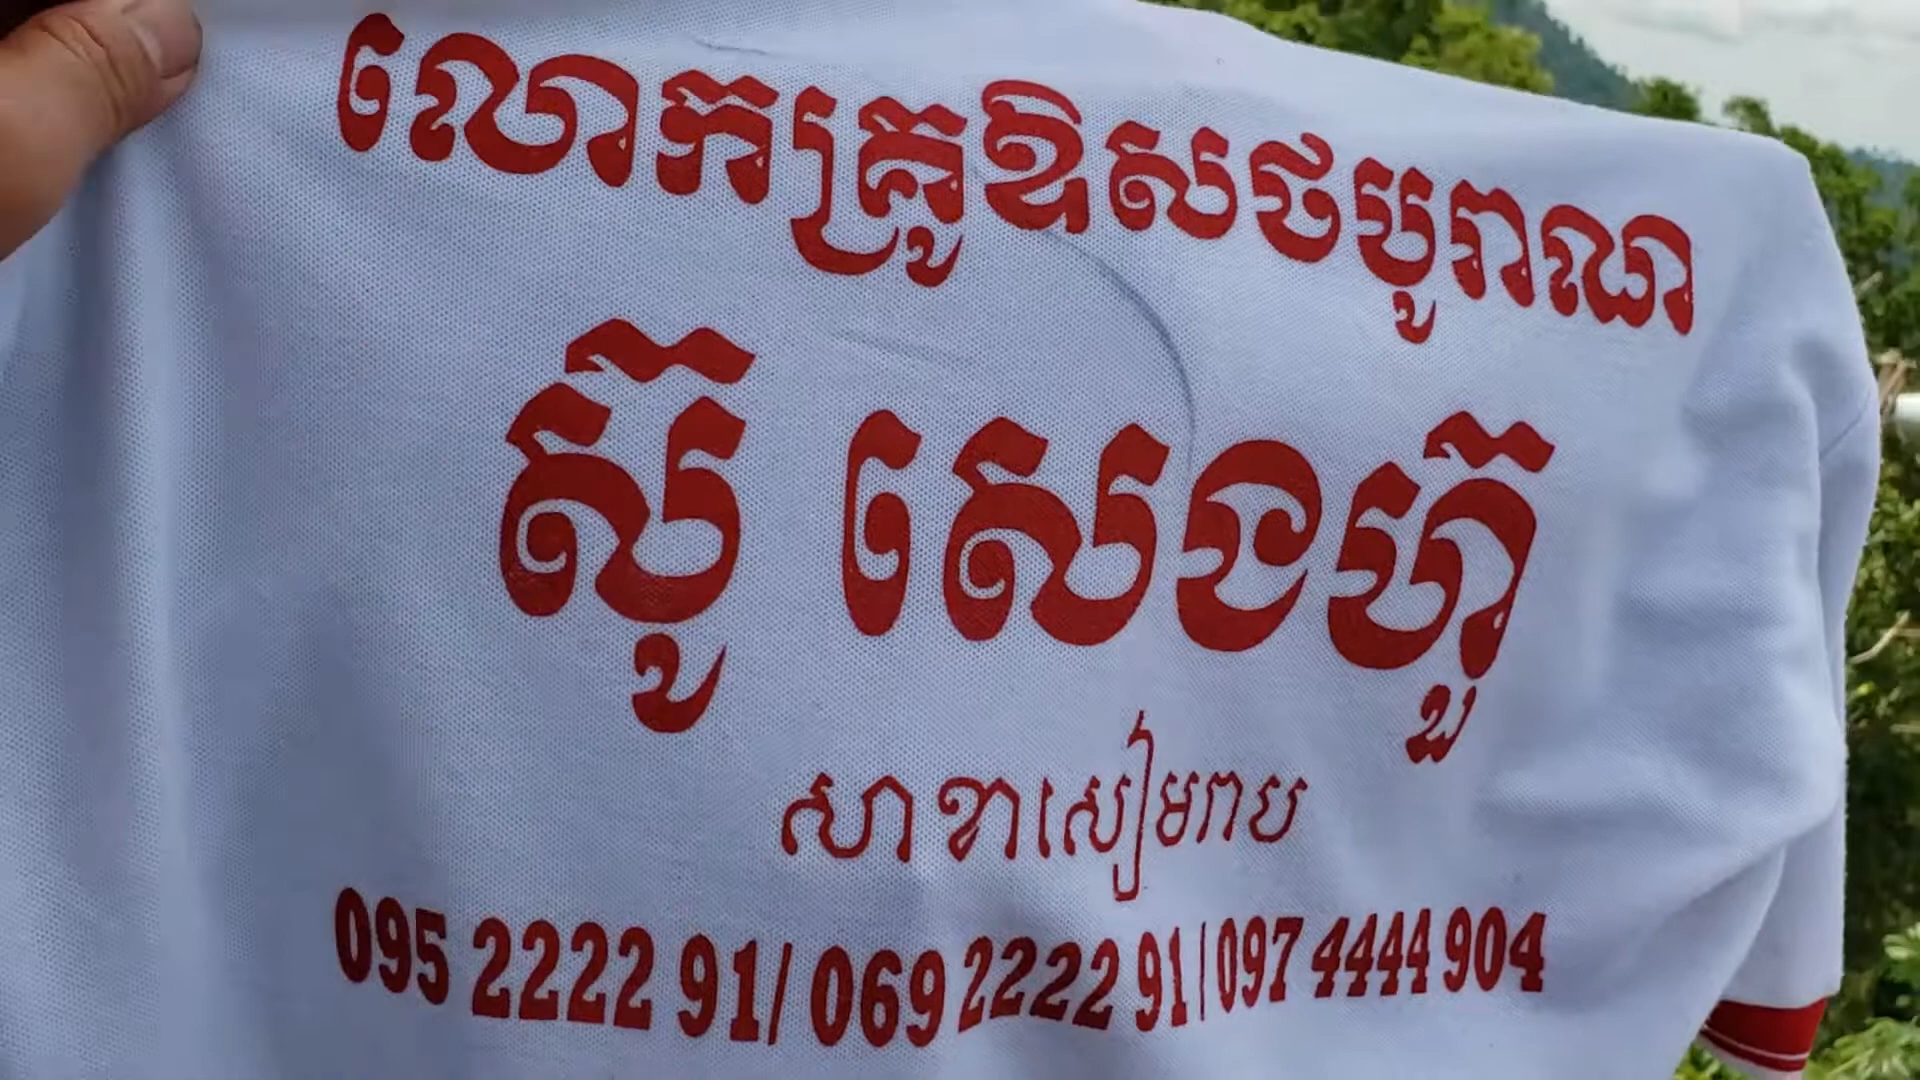 លោកគ្រូឱសថបូរាណ
ស៊ូ សេងហ៊ួ
សាខាសៀមរាប
095 2222 91/ 069 2222 91/097 4444 904